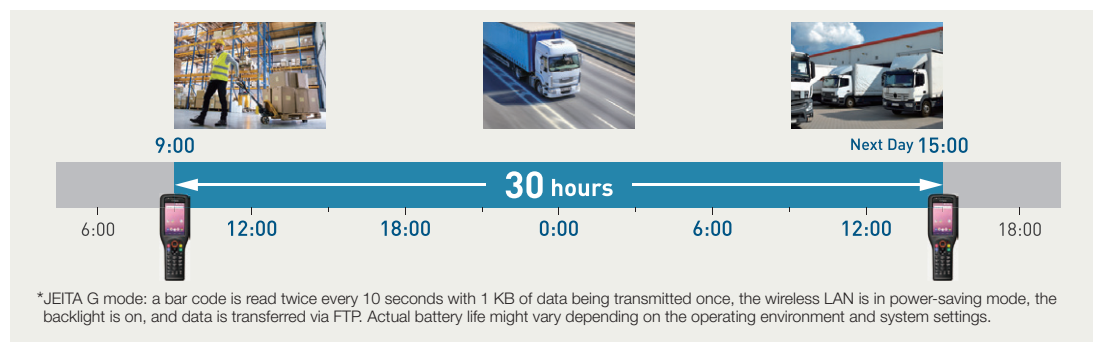 9:00
Next Day 15:00
30 hours
6:00
12:00
18:00
0:00
6:00
12:00
18:00
*JEITA G mode: a bar code is read twice every 10 seconds with 1 KB of data being transmitted once, the wireless LAN is in power-saving mode, the
backlight is on, and data is transferred via FTP. Actual battery life might vary depending on the operating environment and system settings.